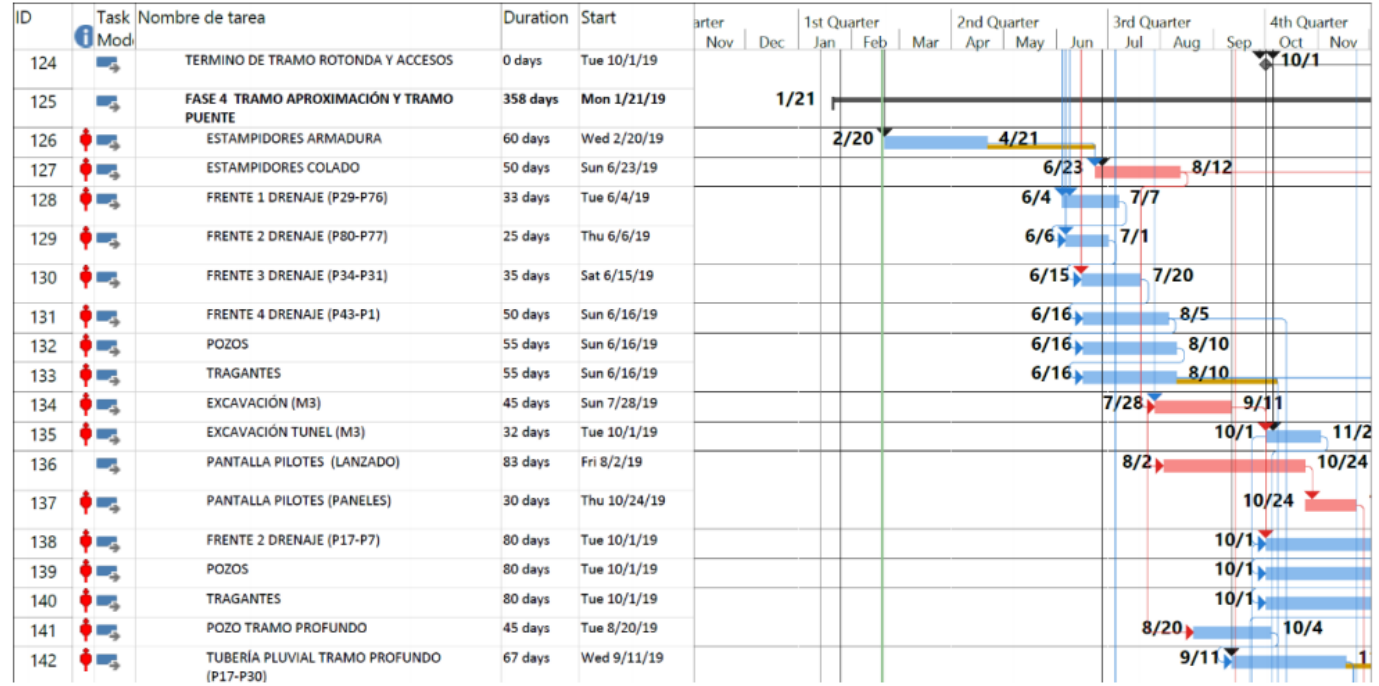 ID Task Mode Nombre de tarea Duration Start arter 1st Quarter 2nd Quarter 3rd Quarter 4th Quarter
Nov Dec Jan Feb Mar Apr May Jun Jul Aug Sep Oct Nov
124 TERMINO DE TRAMO ROTONDA Y ACCESOS 0 days Tue 10/1/19 10/1
125 FASE 4 TRAMO APROXIMACIÓN Y TRAMO 358 days Mon 1/21/19 1/21
PUENTE
126 ESTAMPIDORES ARMADURA 60 days Wed 2/20/19 2/20 4/21
127 ESTAMPIDORES COLADO 50 days Sun 6/23/19 6/23 8/12
128 FRENTE 1 DRENAJE (P29-P76) 33 days Tue 6/4/19 6/4 7/7
129 FRENTE 2 DRENAJE (P80-P77) 25 days Thu 6/6/19 6/6 7/1
130 FRENTE 3 DRENAJE (P34-P31) 35 days Sat 6/15/19 6/15 7/20
131 FRENTE 4 DRENAJE (P43-P1) 50 days Sun 6/16/19 6/16 8/5
132 POZOS 55 days Sun 6/16/19 6/16 8/10
133 TRAGANTES 55 days Sun 6/16/19 6/16 8/10
134 EXCAVACIÓN (M3) 45 days Sun 7/28/19 7/28 9/11
135 EXCAVACIÓN TUNEL (M3) 32 days Tue 10/1/19 10/1 11/2
136 PANTALLA PILOTES (LANZADO) 83 days Fri 8/2/19 8/2 10/24
137 PANTALLA PILOTES (PANELES) 30 days Thu 10/24/19 10/24
138 FRENTE 2 DRENAJE (P17-P7) 80 days Tue 10/1/19 10/1
139 POZOS 80 days Tue 10/1/19 10/1
140 TRAGANTES 80 days Tue 10/1/19 10/1
141 POZO TRAMO PROFUNDO 45 days Tue 8/20/19 8/20 10/4
142 TUBERÍA PLUVIAL TRAMO PROFUNDO 67 days Wed 9/11/19 9/11
(P17-P30)